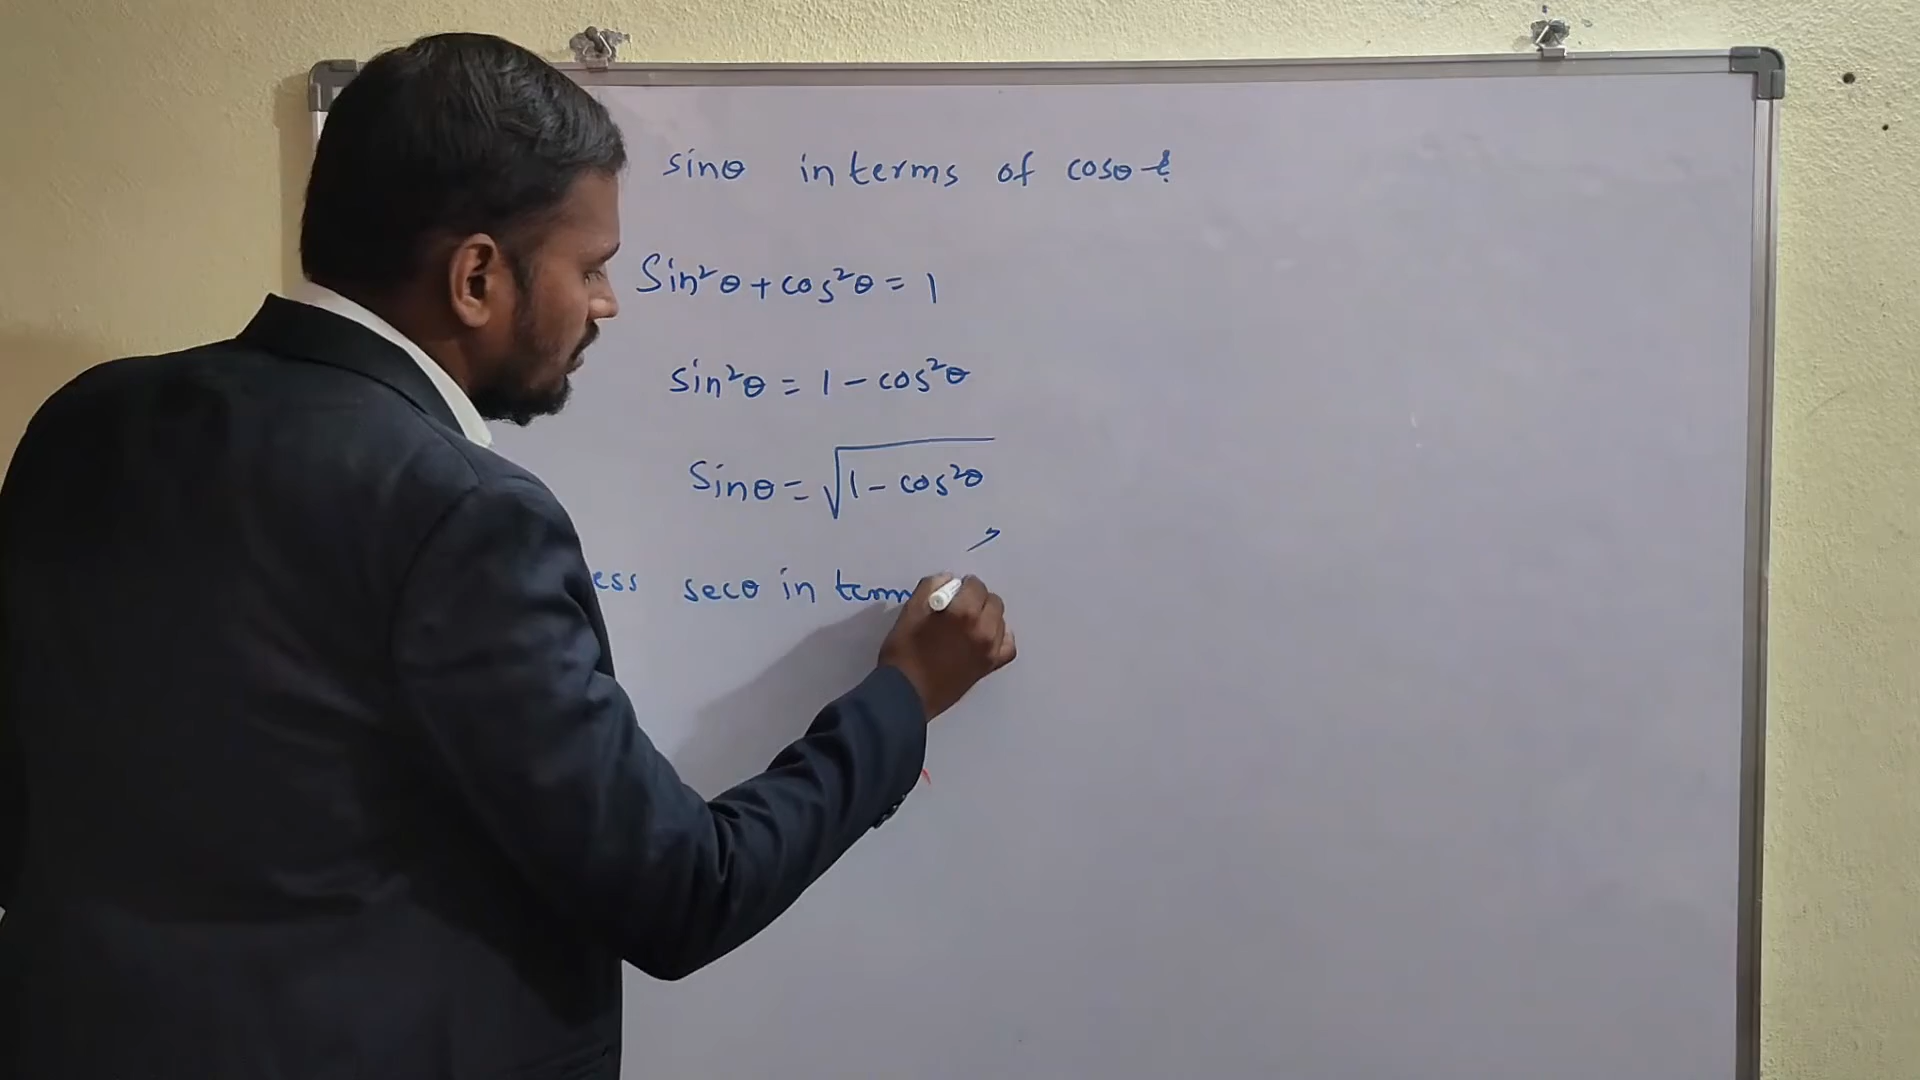 sinθ in terms of cosθ
Sin²θ + cos²θ = 1
sin²θ = 1 - cos²θ
Sinθ = √1 - cos²θ
ess secθ in term